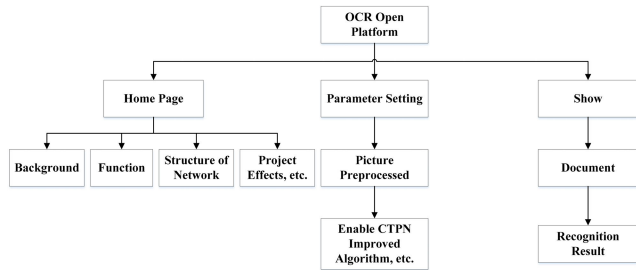 OCR Open
Platform
Home Page
Parameter Setting
Show
Background
Function
Structure of
Network
Project
Effects, etc.
Picture
Preprocessed
Document
Enable CTPN
Improved
Algorithm, etc.
Recognition
Result